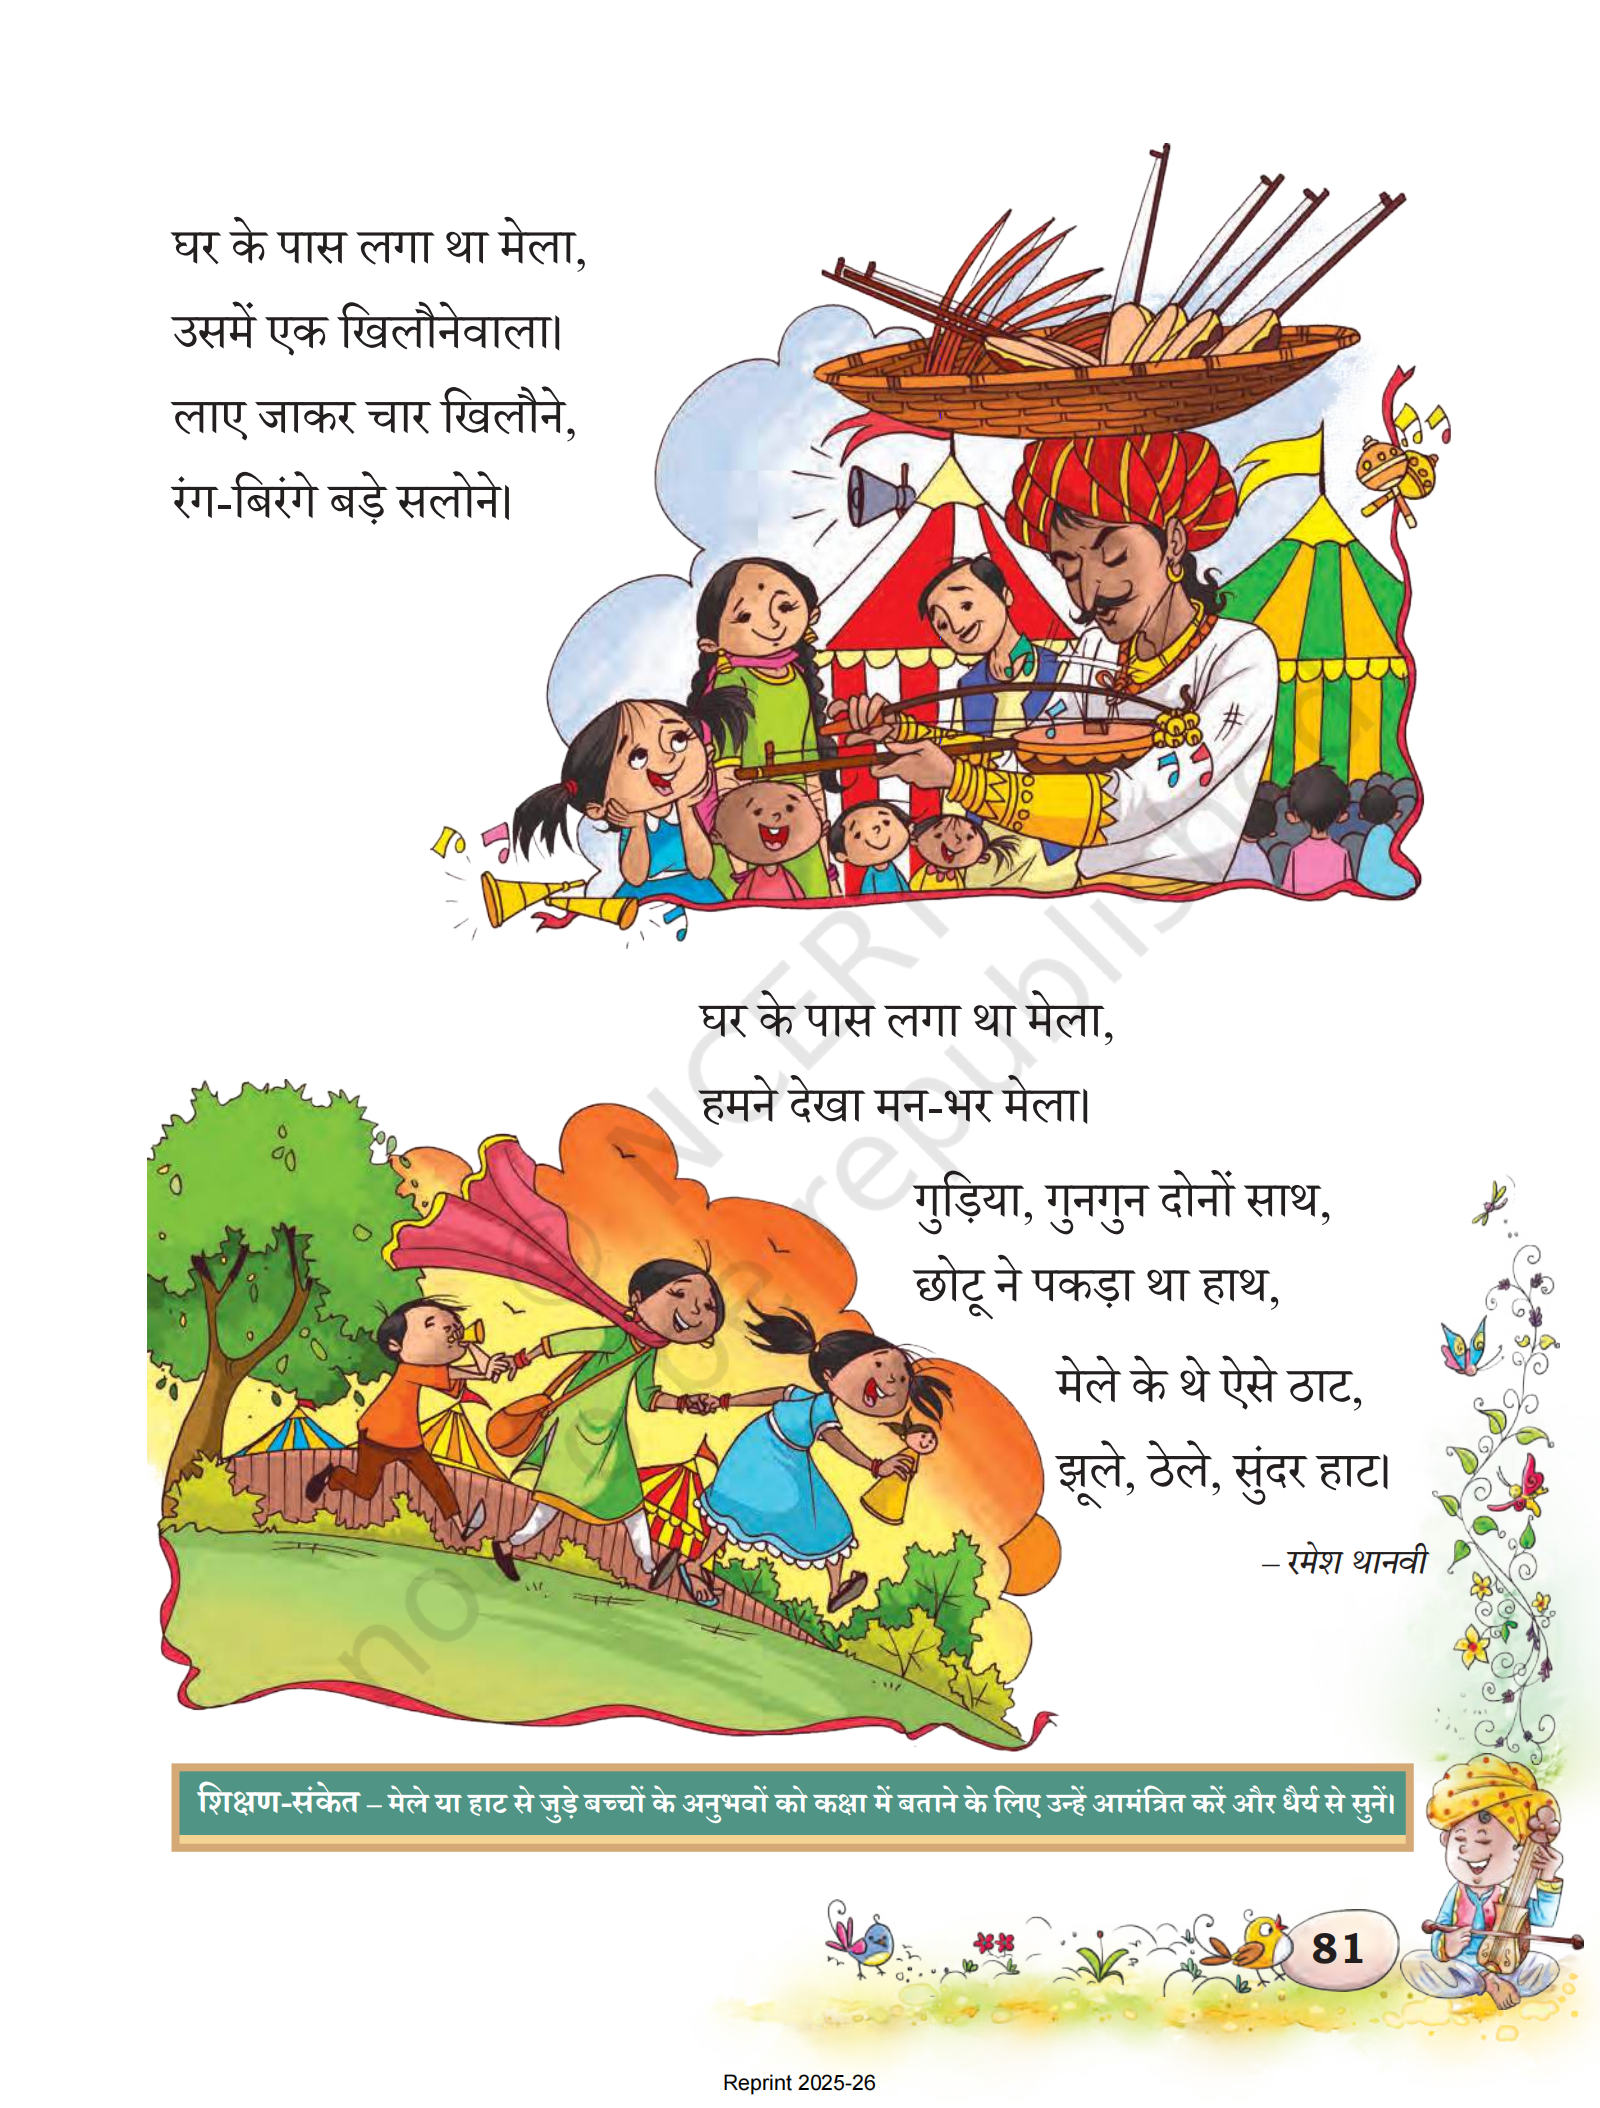 घर के पास लगा था मेला,
उसमें एक खिलौनेवाला।
लाए जाकर चार खिलौने,
रंग-बिरंगे बड़े सलोने।
घर के पास लगा था मेला,
हमने देखा मन-भर मेला।
गुड़िया, गुनगुन दोनों साथ,
छोटू ने पकड़ा था हाथ,
मेले के थे ऐसे ठाट,
झूले, ठेले, सुंदर हाट।
– रमेश थानवी
शिक्षण-संकेत – मेले या हाट से जुड़े बच्चों के अनुभवों को कक्षा में बताने के लिए उन्हें आमंत्रित करें और धैर्य से सुनें।
81
Reprint 2025-26
© NCERT
not to be republished